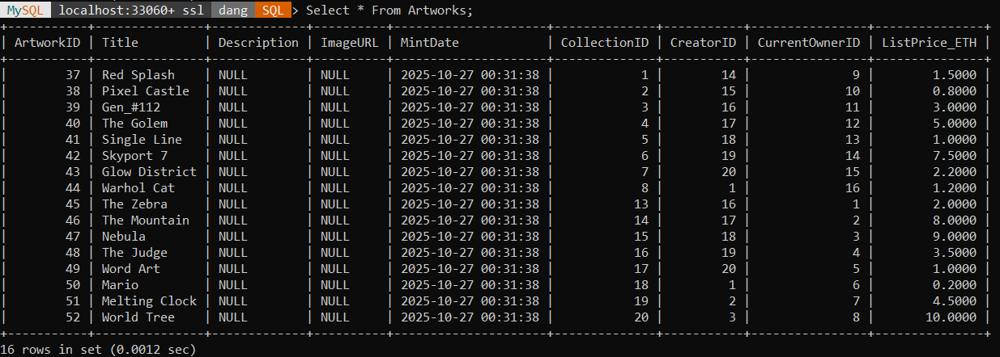 MySQL localhost:33060+ ssl dang SQL > Select * From Artworks;
+-----------+---------------+-------------+----------+---------------------+--------------+-----------+----------------+---------------+
| ArtworkID | Title         | Description | ImageURL | MintDate            | CollectionID | CreatorID | CurrentOwnerID | ListPrice_ETH |
+-----------+---------------+-------------+----------+---------------------+--------------+-----------+----------------+---------------+
|        37 | Red Splash    | NULL        | NULL     | 2025-10-27 00:31:38 |            1 |        14 |              9 |        1.5000 |
|        38 | Pixel Castle  | NULL        | NULL     | 2025-10-27 00:31:38 |            2 |        15 |             10 |        0.8000 |
|        39 | Gen_#112      | NULL        | NULL     | 2025-10-27 00:31:38 |            3 |        16 |             11 |        3.0000 |
|        40 | The Golem     | NULL        | NULL     | 2025-10-27 00:31:38 |            4 |        17 |             12 |        5.0000 |
|        41 | Single Line   | NULL        | NULL     | 2025-10-27 00:31:38 |            5 |        18 |             13 |        1.0000 |
|        42 | Skyport 7     | NULL        | NULL     | 2025-10-27 00:31:38 |            6 |        19 |             14 |        7.5000 |
|        43 | Glow District | NULL        | NULL     | 2025-10-27 00:31:38 |            7 |        20 |             15 |        2.2000 |
|        44 | Warhol Cat    | NULL        | NULL     | 2025-10-27 00:31:38 |            8 |         1 |             16 |        1.2000 |
|        45 | The Zebra     | NULL        | NULL     | 2025-10-27 00:31:38 |           13 |        16 |              1 |        2.0000 |
|        46 | The Mountain  | NULL        | NULL     | 2025-10-27 00:31:38 |           14 |        17 |              2 |        8.0000 |
|        47 | Nebula        | NULL        | NULL     | 2025-10-27 00:31:38 |           15 |        18 |              3 |        9.0000 |
|        48 | The Judge     | NULL        | NULL     | 2025-10-27 00:31:38 |           16 |        19 |              4 |        3.5000 |
|        49 | Word Art      | NULL        | NULL     | 2025-10-27 00:31:38 |           17 |        20 |              5 |        1.0000 |
|        50 | Mario         | NULL        | NULL     | 2025-10-27 00:31:38 |           18 |         1 |              6 |        0.2000 |
|        51 | Melting Clock | NULL        | NULL     | 2025-10-27 00:31:38 |           19 |         2 |              7 |        4.5000 |
|        52 | World Tree    | NULL        | NULL     | 2025-10-27 00:31:38 |           20 |         3 |              8 |       10.0000 |
+-----------+---------------+-------------+----------+---------------------+--------------+-----------+----------------+---------------+
16 rows in set (0.0012 sec)